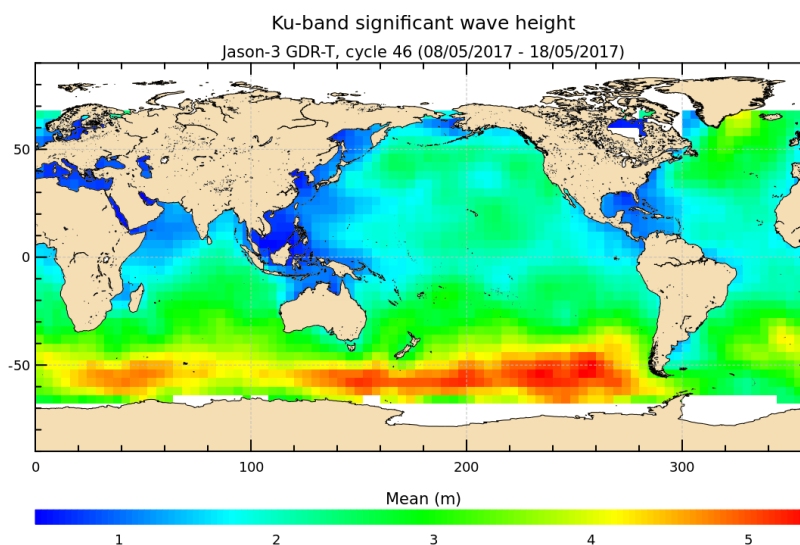 Ku-band significant wave height
Jason-3 GDR-T, cycle 46 (08/05/2017 - 18/05/2017)
50
0
-50
0 100 200 300
Mean (m)
1 2 3 4 5